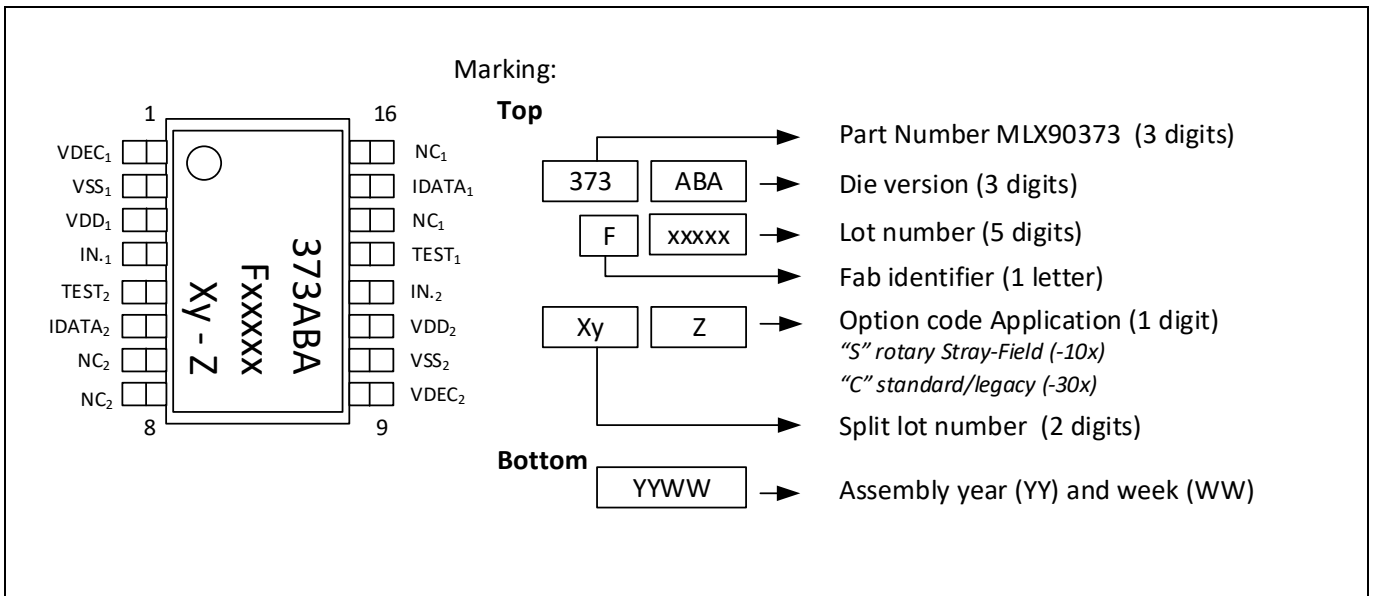 Marking:
Top
1
16
VDEC₁
VSS₁
VDD₁
IN.₁
TEST₂
IDATA₂
NC₂
NC₂
8
NC₁
IDATA₁
NC₁
TEST₁
IN.₂
VDD₂
VSS₂
VDEC₂
9
373ABA
Fxxxxx
Xy - Z
Part Number MLX90373 (3 digits)
373 ABA Die version (3 digits)
F xxxxx Lot number (5 digits)
Fab identifier (1 letter)
Xy Z Option code Application (1 digit)
“S” rotary Stray-Field (-10x)
“C” standard/legacy (-30x)
Split lot number (2 digits)
Bottom
YYWW Assembly year (YY) and week (WW)